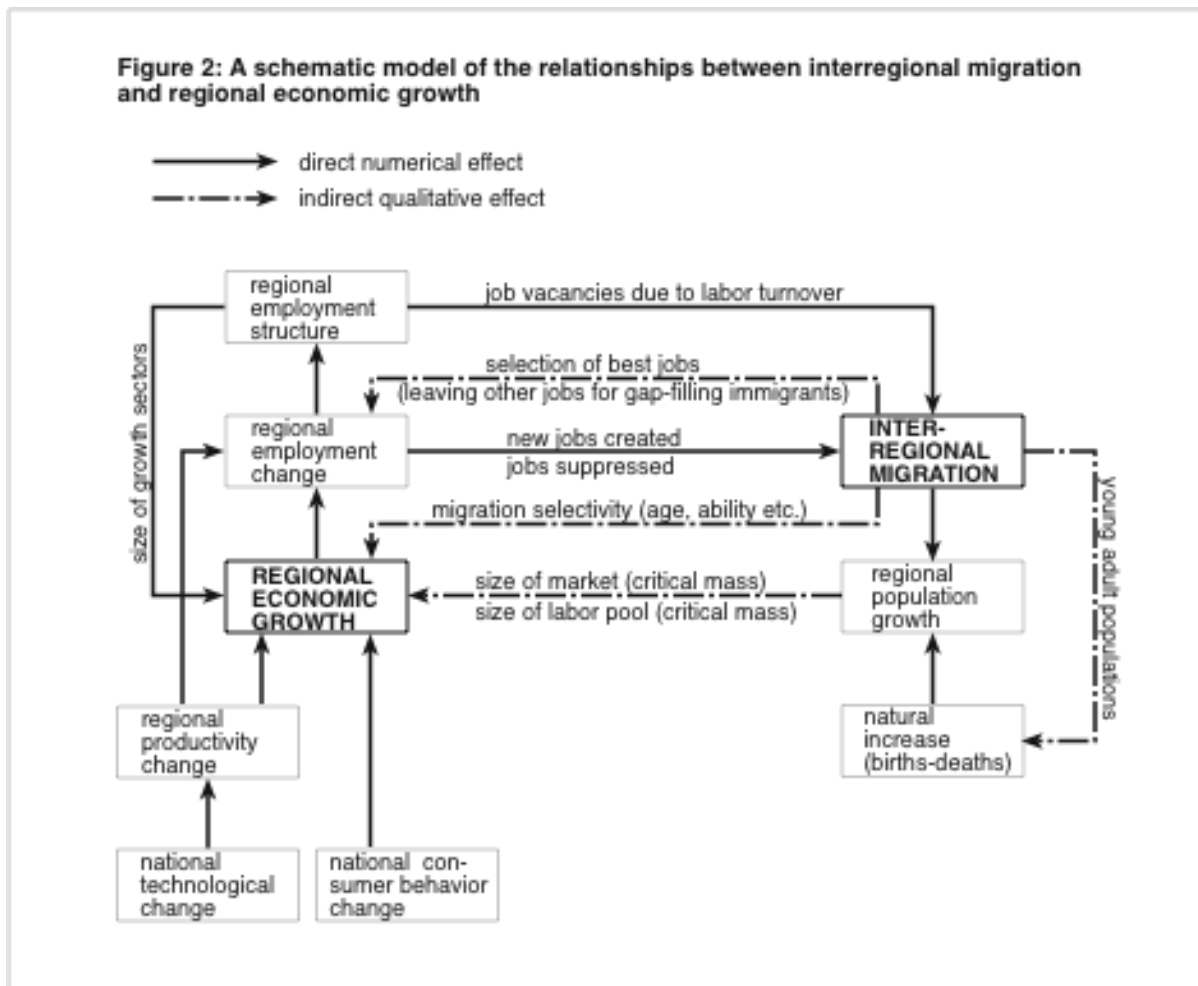 Figure 2: A schematic model of the relationships between interregional migration
and regional economic growth
direct numerical effect
indirect qualitative effect
regional
employment
structure
job vacancies due to labor turnover
size of growth sectors
selection of best jobs
(leaving other jobs for gap-filling immigrants)
regional
employment
change
new jobs created
jobs suppressed
INTER-
REGIONAL
MIGRATION
migration selectivity (age, ability etc.)
young adult populations
REGIONAL
ECONOMIC
GROWTH
size of market (critical mass)
size of labor pool (critical mass)
regional
population
growth
regional
productivity
change
natural
increase
(births-deaths)
national
technological
change
national con-
sumer behavior
change